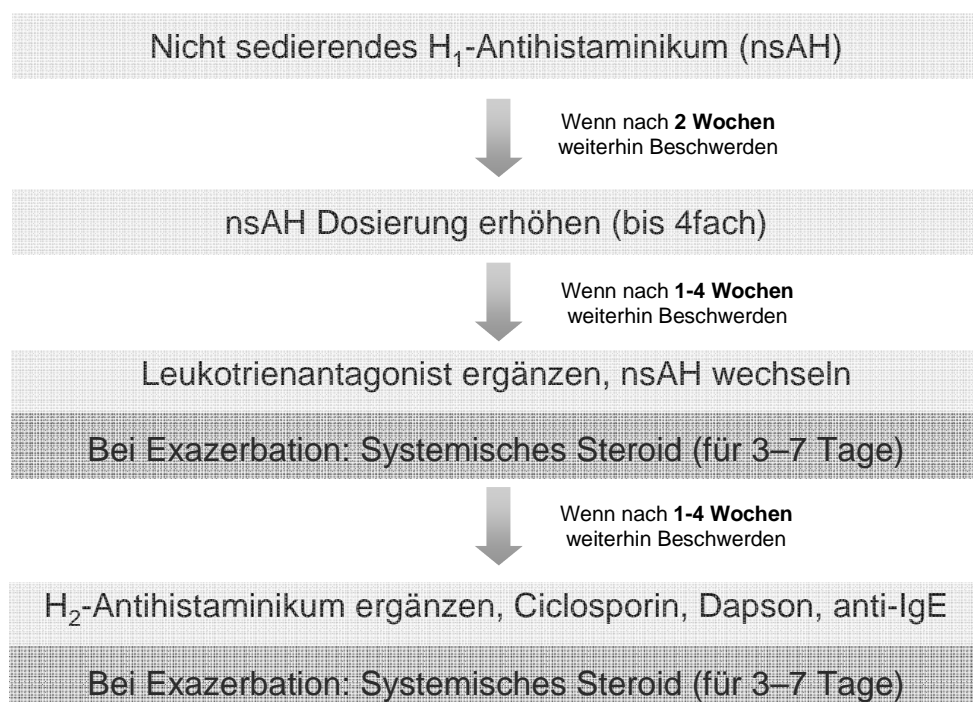 Nicht sedierendes H₁-Antihistaminikum (nsAH)
Wenn nach 2 Wochen
weiterhin Beschwerden
nsAH Dosierung erhöhen (bis 4fach)
Wenn nach 1-4 Wochen
weiterhin Beschwerden
Leukotrienantagonist ergänzen, nsAH wechseln
Bei Exazerbation: Systemisches Steroid (für 3–7 Tage)
Wenn nach 1-4 Wochen
weiterhin Beschwerden
H₂-Antihistaminikum ergänzen, Ciclosporin, Dapson, anti-IgE
Bei Exazerbation: Systemisches Steroid (für 3–7 Tage)